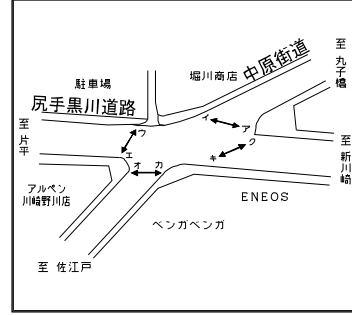 至 丸子橋
中原街道
堀川商店
駐車場
尻手黒川道路
イ
ア
ウ
ク
至 片平
エ
キ
至 新川崎
オ カ
アルペン
川崎野川店
ENEOS
ベンガベンガ
至 佐江戸